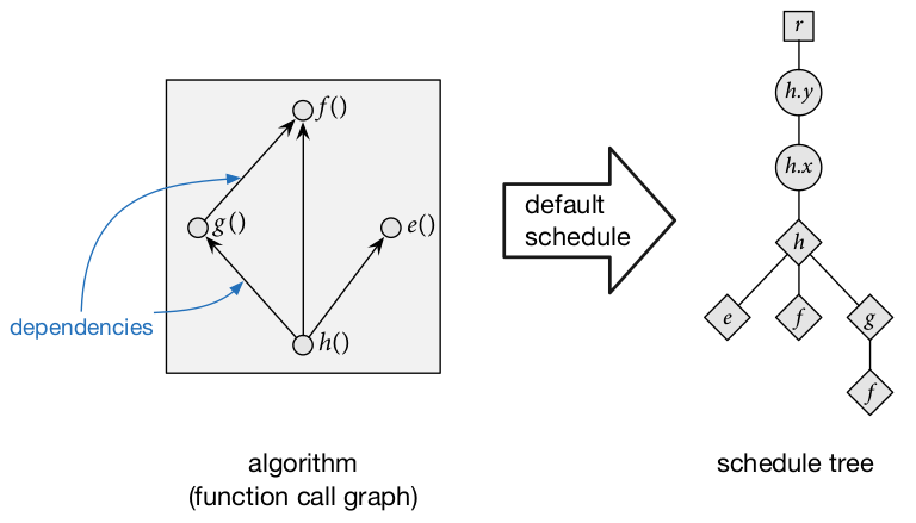 f()
g()
e()
h()
dependencies
algorithm
(function call graph)
default
schedule
r
h.y
h.x
h
e
f
g
f
schedule tree